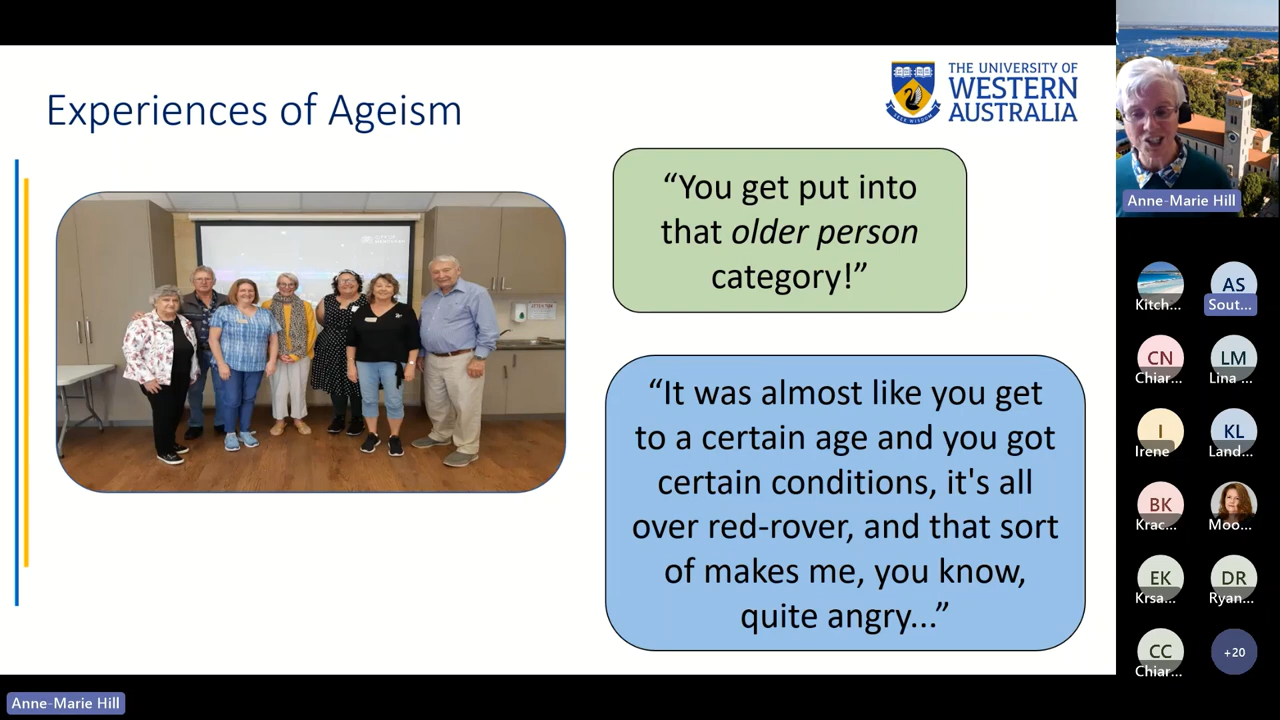 Experiences of Ageism
THE UNIVERSITY OF
WESTERN
AUSTRALIA
SEEK WISDOM
“You get put into
that older person
category!”
“It was almost like you get
to a certain age and you got
certain conditions, it's all
over red-rover, and that sort
of makes me, you know,
quite angry...”
ATTENTION
Anne-Marie Hill
Kitch...
AS
Sout...
CN
Chiar...
LM
Lina ...
I
Irene
KL
Land...
BK
Krac...
Moo...
EK
Krsa...
DR
Ryan...
CC
Chiar...
+20
Anne-Marie Hill